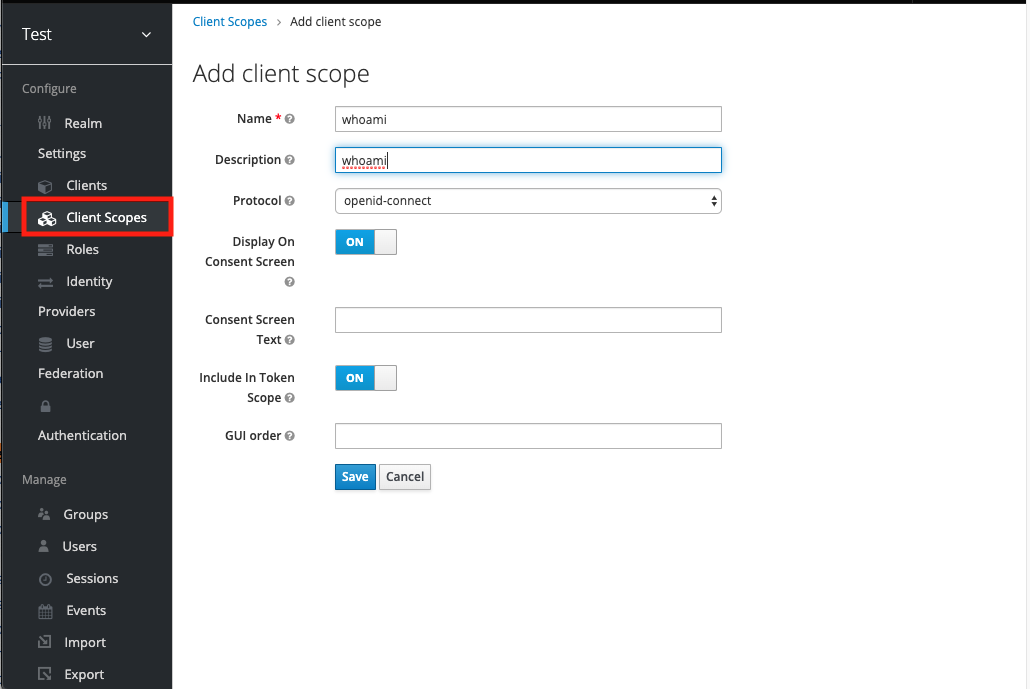 Test
Configure
Realm
Settings
Clients
Client Scopes
Roles
Identity
Providers
User
Federation
Authentication
Manage
Groups
Users
Sessions
Events
Import
Export
Client Scopes > Add client scope
Add client scope
Name * ?
whoami
Description ?
whoami
Protocol ?
openid-connect
Display On
Consent Screen
?
ON
Consent Screen
Text ?
Include In Token
Scope ?
ON
GUI order ?
Save Cancel